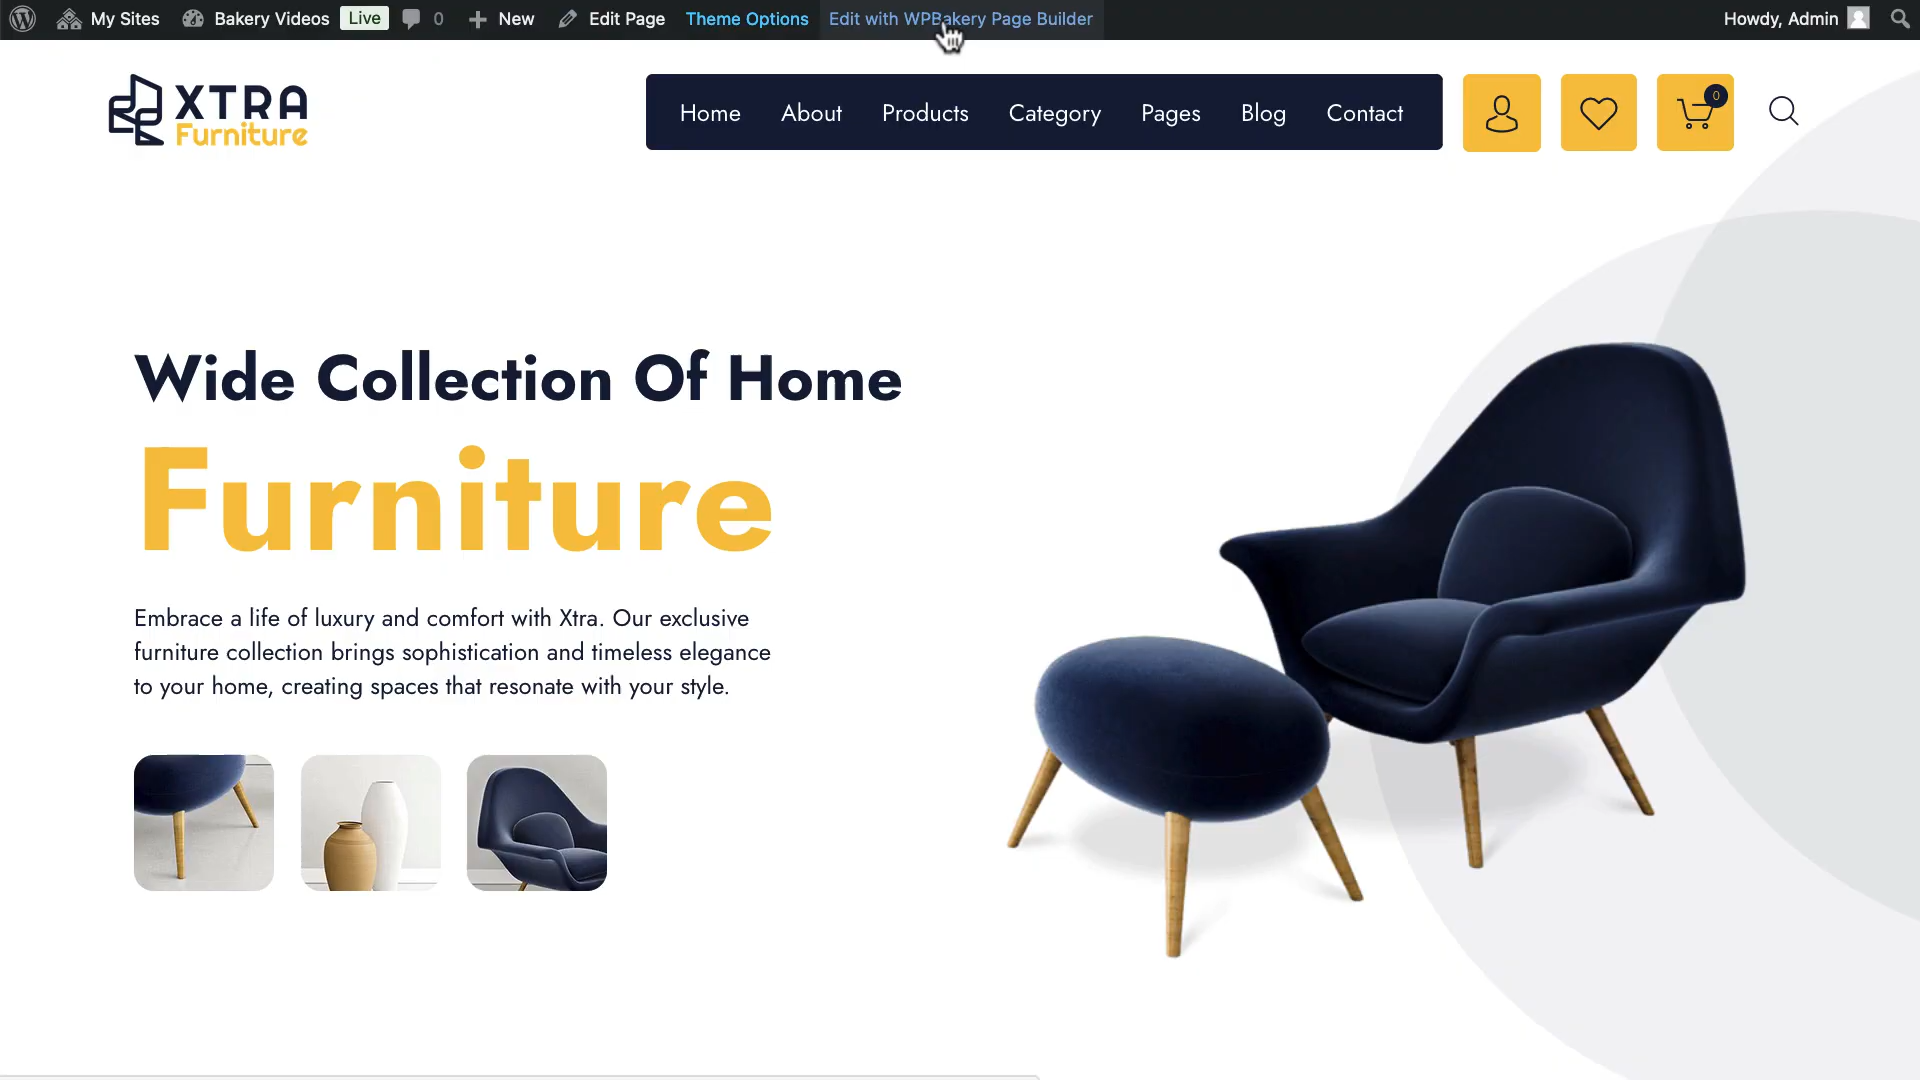 My Sites Bakery Videos Live 0 New Edit Page Theme Options Edit with WPBakery Page Builder Howdy, Admin
XTRA
Furniture
Home About Products Category Pages Blog Contact
0
Wide Collection Of Home
Furniture
Embrace a life of luxury and comfort with Xtra. Our exclusive
furniture collection brings sophistication and timeless elegance
to your home, creating spaces that resonate with your style.